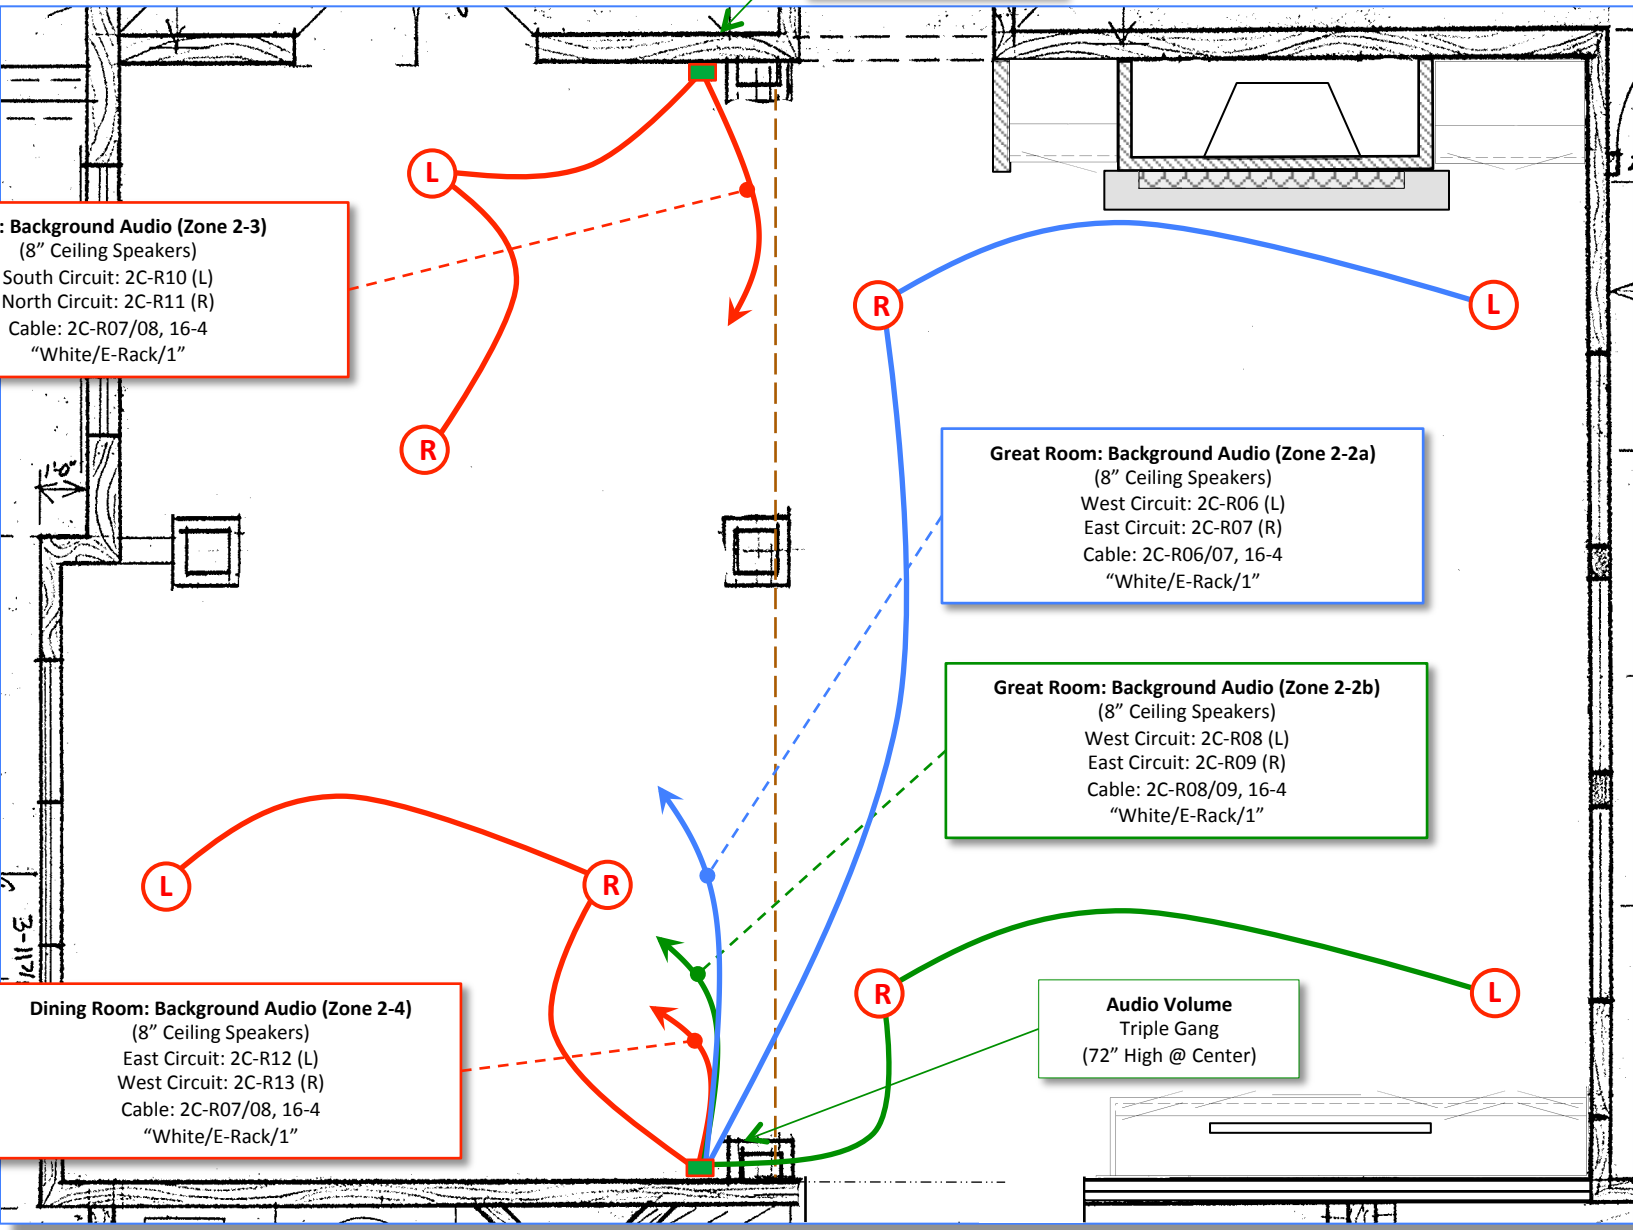 L
: Background Audio (Zone 2-3)
(8” Ceiling Speakers)
South Circuit: 2C-R10 (L)
North Circuit: 2C-R11 (R)
Cable: 2C-R07/08, 16-4
“White/E-Rack/1”
R
L
R
1'-0"
Great Room: Background Audio (Zone 2-2a)
(8” Ceiling Speakers)
West Circuit: 2C-R06 (L)
East Circuit: 2C-R07 (R)
Cable: 2C-R06/07, 16-4
“White/E-Rack/1”
Great Room: Background Audio (Zone 2-2b)
(8” Ceiling Speakers)
West Circuit: 2C-R08 (L)
East Circuit: 2C-R09 (R)
Cable: 2C-R08/09, 16-4
“White/E-Rack/1”
L
R
R
L
Dining Room: Background Audio (Zone 2-4)
(8” Ceiling Speakers)
East Circuit: 2C-R12 (L)
West Circuit: 2C-R13 (R)
Cable: 2C-R07/08, 16-4
“White/E-Rack/1”
Audio Volume
Triple Gang
(72” High @ Center)